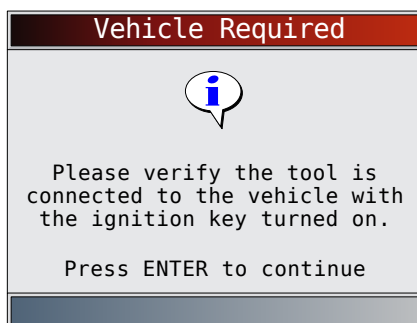 Vehicle Required
i
Please verify the tool is
connected to the vehicle with
the ignition key turned on.
Press ENTER to continue